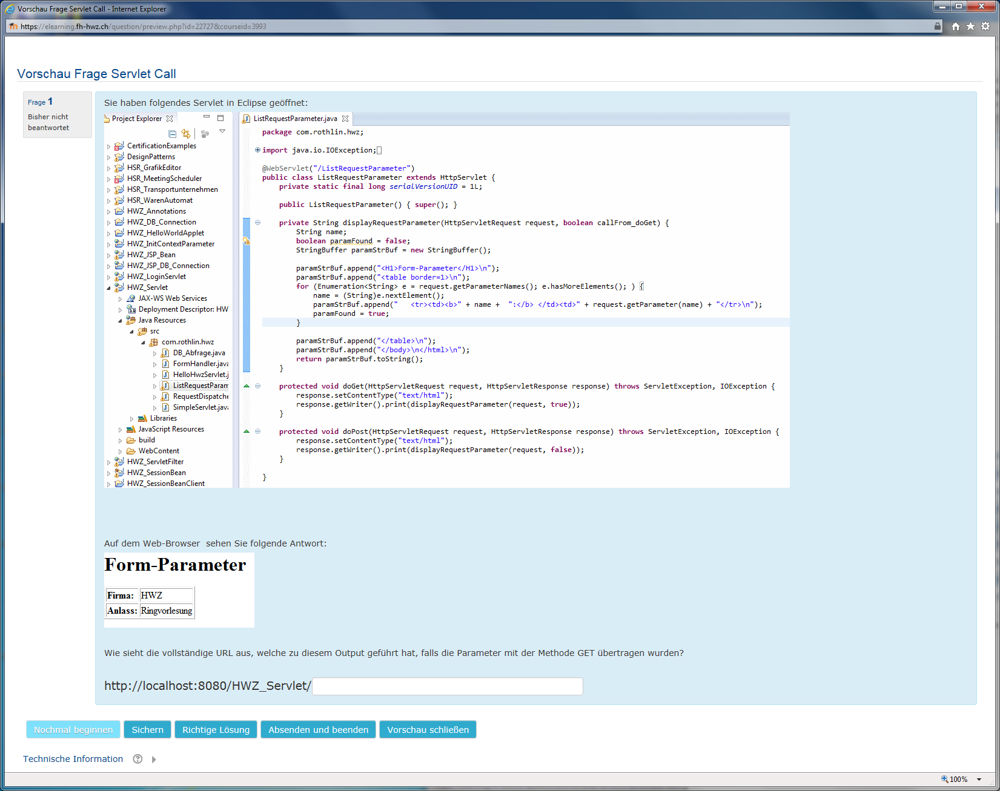 Vorschau Frage Servlet Call - Internet Explorer
https://elearning.fh-hwz.ch/question/preview.php?id=22727&courseid=3993
Vorschau Frage Servlet Call
Frage 1
Bisher nicht
beantwortet
Sie haben folgendes Servlet in Eclipse geöffnet:
Project Explorer
CertificationExamples
DesignPatterns
HSR_GrafikEditor
HSR_MeetingScheduler
HSR_Transportunternehmen
HSR_WarenAutomat
HWZ_Annotations
HWZ_DB_Connection
HWZ_HelloWorldApplet
HWZ_InitContextParameter
HWZ_JSP_Bean
HWZ_JSP_DB_Connection
HWZ_LoginServlet
HWZ_Servlet
JAX-WS Web Services
Deployment Descriptor: HW
Java Resources
src
com.rothlin.hwz
DB_Abfrage.java
FormHandler.java
HelloHwzServlet.j
ListRequestParam
RequestDispatche
SimpleServlet.java
Libraries
JavaScript Resources
build
WebContent
HWZ_ServletFilter
HWZ_SessionBean
HWZ_SessionBeanClient
ListRequestParameter.java
package com.rothlin.hwz;
import java.io.IOException;
@WebServlet("/ListRequestParameter")
public class ListRequestParameter extends HttpServlet {
private static final long serialVersionUID = 1L;
public ListRequestParameter() { super(); }
private String displayRequestParameter(HttpServletRequest request, boolean callFrom_doGet) {
String name;
boolean paramFound = false;
StringBuffer paramStrBuf = new StringBuffer();
paramStrBuf.append("<H1>Form-Parameter</H1>\n");
paramStrBuf.append("<table border=1>\n");
for (Enumeration<String> e = request.getParameterNames(); e.hasMoreElements(); ) {
name = (String)e.nextElement();
paramStrBuf.append("   <tr><td><b>" + name +  ":</b> </td><td>" + request.getParameter(name) + "</tr>\n");
paramFound = true;
}
paramStrBuf.append("</table>\n");
paramStrBuf.append("</body>\n</html>\n");
return paramStrBuf.toString();
}
protected void doGet(HttpServletRequest request, HttpServletResponse response) throws ServletException, IOException {
response.setContentType("text/html");
response.getWriter().print(displayRequestParameter(request, true));
}
protected void doPost(HttpServletRequest request, HttpServletResponse response) throws ServletException, IOException {
response.setContentType("text/html");
response.getWriter().print(displayRequestParameter(request, false));
}
}
Auf dem Web-Browser  sehen Sie folgende Antwort:
Form-Parameter
Firma: HWZ
Anlass: Ringvorlesung
Wie sieht die vollständige URL aus, welche zu diesem Output geführt hat, falls die Parameter mit der Methode GET übertragen wurden?
http://localhost:8080/HWZ_Servlet/
Nochmal beginnen
Sichern
Richtige Lösung
Absenden und beenden
Vorschau schließen
Technische Information
100%